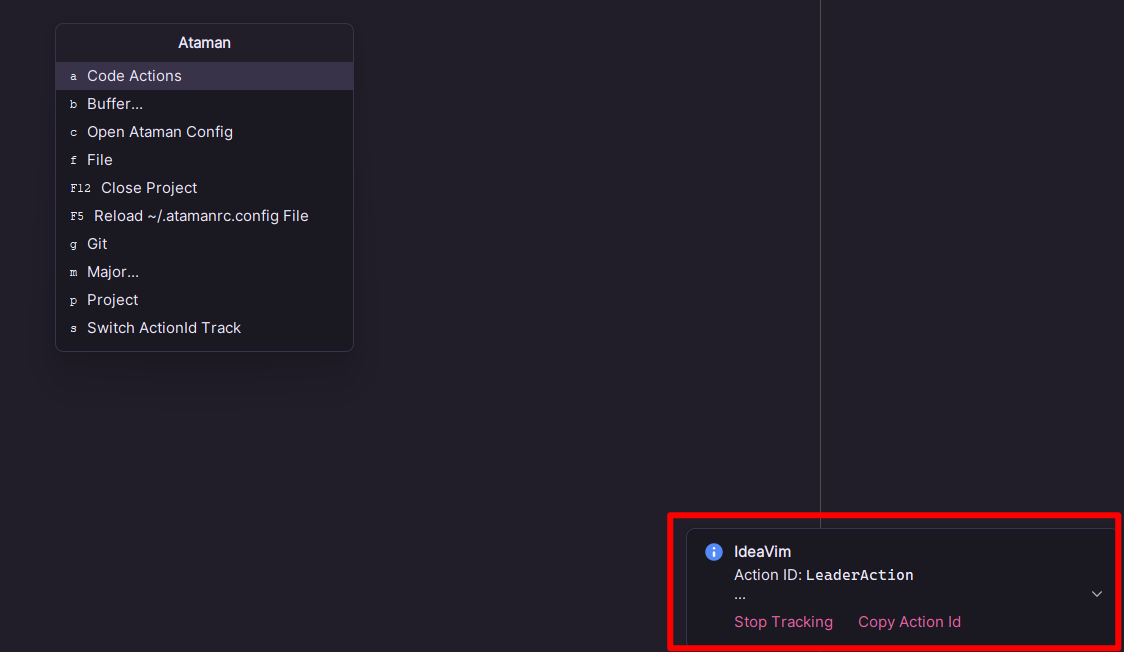 Ataman
a Code Actions
b Buffer...
c Open Ataman Config
f File
F12 Close Project
F5 Reload ~/.atamanrc.config File
g Git
m Major...
p Project
s Switch ActionId Track
IdeaVim
Action ID: LeaderAction
...
Stop Tracking Copy Action Id